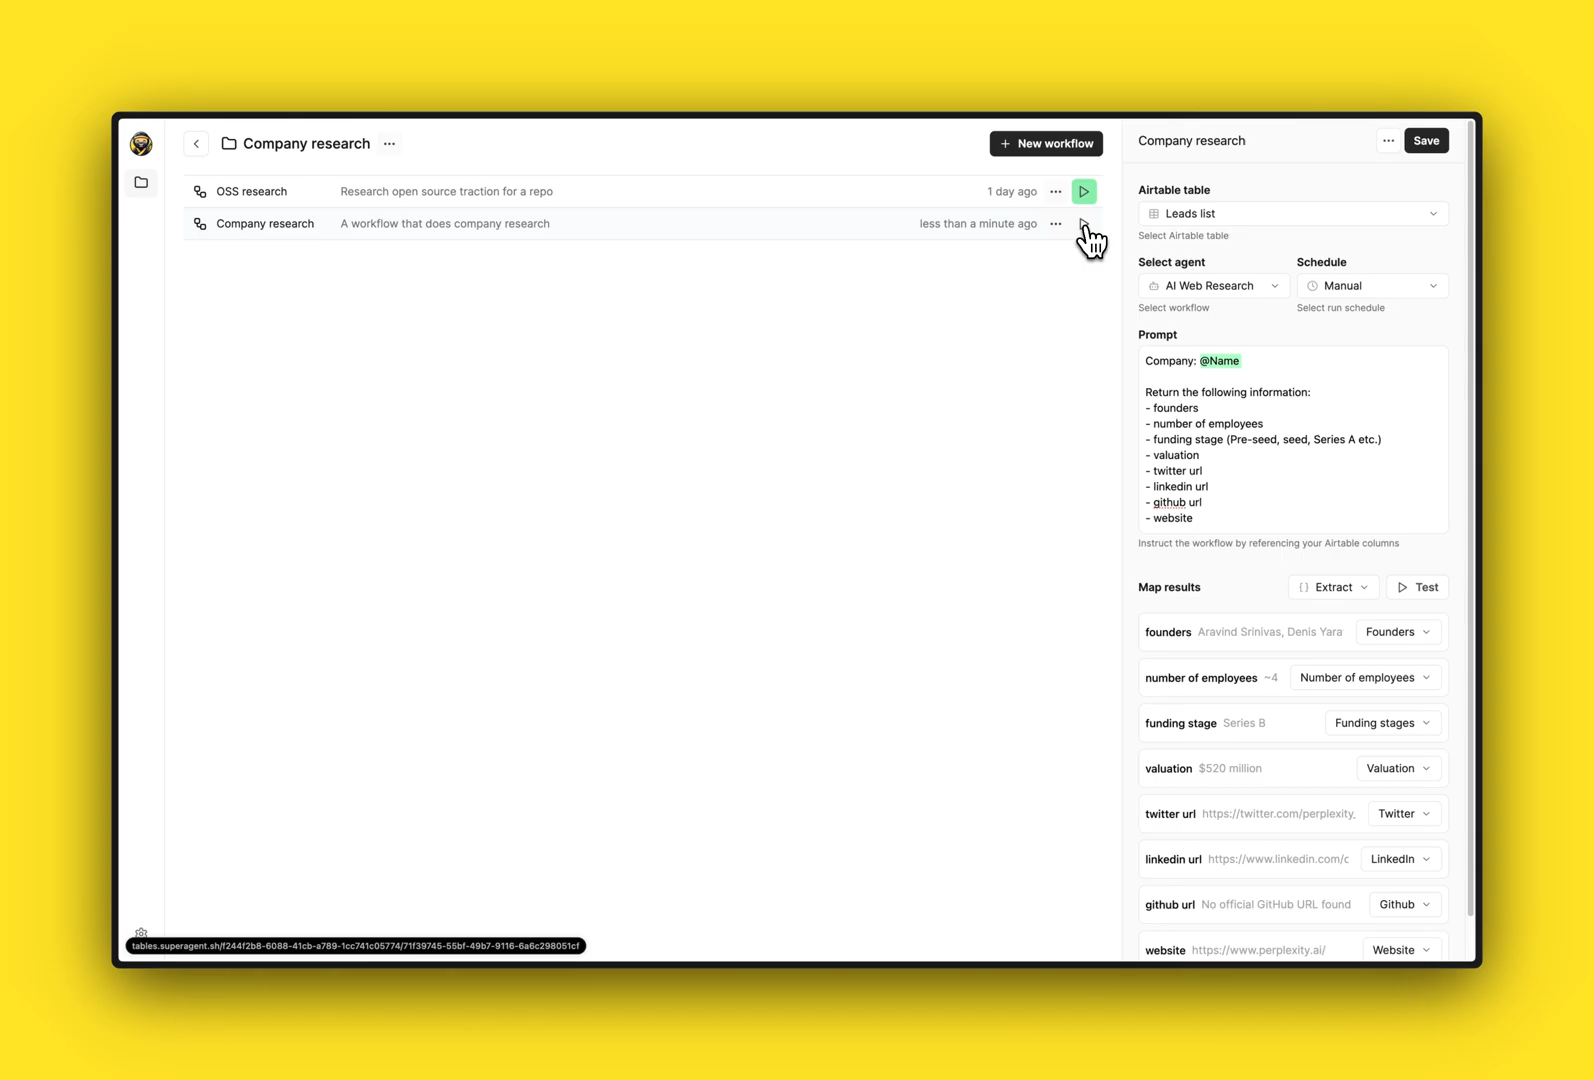 Company research
New workflow
OSS research
Research open source traction for a repo
1 day ago
Company research
A workflow that does company research
less than a minute ago
tables.superagent.sh/f244f2b8-6088-41cb-a789-1cc741c05774/71f39745-55bf-49b7-9116-6a6c298051cf
Company research
Save
Airtable table
Leads list
Select Airtable table
Select agent
Schedule
AI Web Research
Manual
Select workflow
Select run schedule
Prompt
Company: @Name
Return the following information:
- founders
- number of employees
- funding stage (Pre-seed, seed, Series A etc.)
- valuation
- twitter url
- linkedin url
- github url
- website
Instruct the workflow by referencing your Airtable columns
Map results
Extract
Test
founders Aravind Srinivas, Denis Yara
Founders
number of employees ~4
Number of employees
funding stage Series B
Funding stages
valuation $520 million
Valuation
twitter url https://twitter.com/perplexity_
Twitter
linkedin url https://www.linkedin.com/c
LinkedIn
github url No official GitHub URL found
Github
website https://www.perplexity.ai/
Website